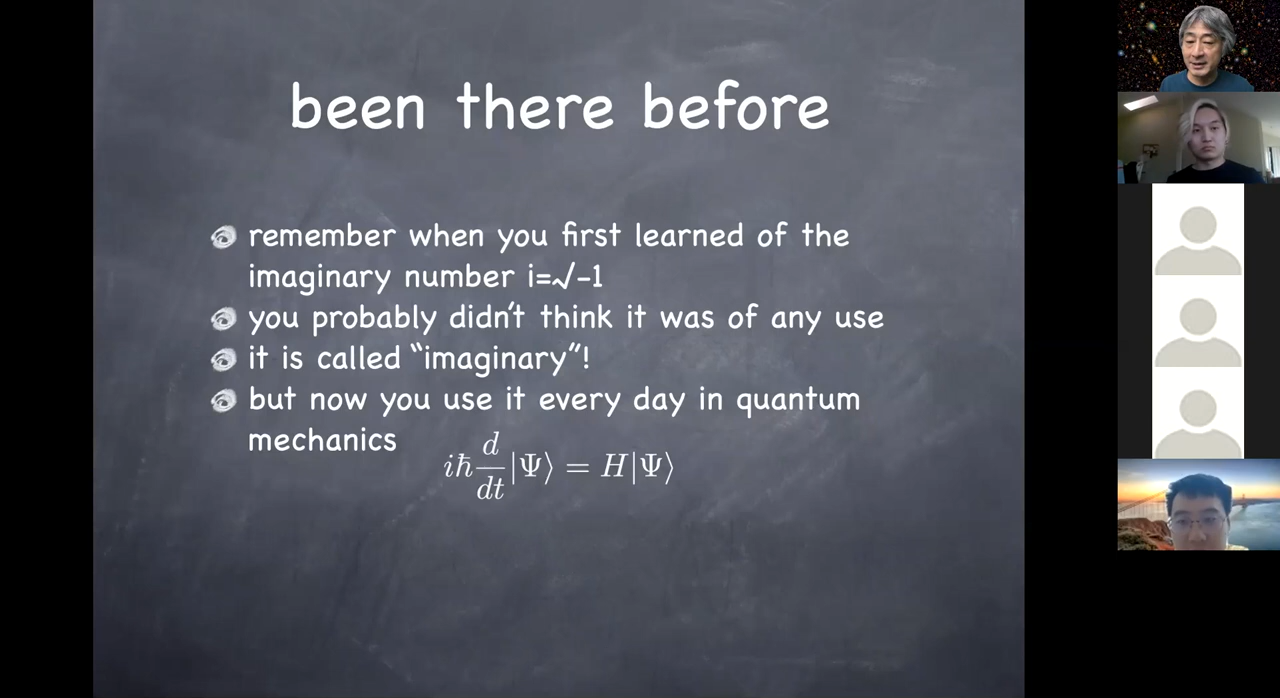 been there before
remember when you first learned of the
imaginary number i=√-1
you probably didn't think it was of any use
it is called "imaginary"!
but now you use it every day in quantum
mechanics
iħ d/dt |Ψ⟩ = H|Ψ⟩